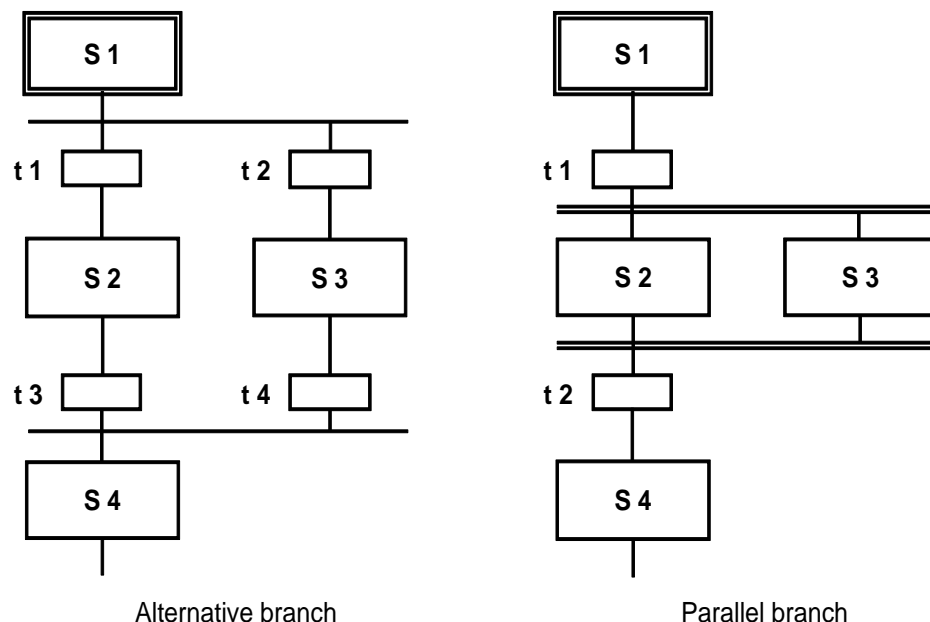 S 1
t 1
t 2
S 2
S 3
t 3
t 4
S 4
Alternative branch
S 1
t 1
S 2
S 3
t 2
S 4
Parallel branch